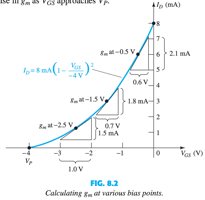 ase in gm as VGS approaches VP.
ID (mA)
8
7
gm at –0.5 V
6
2.1 mA
ID = 8 mA(1 – VGS/–4 V)²
5
0.6 V
4
gm at –1.5 V
1.8 mA
3
gm at –2.5 V
2
0.7 V
1.5 mA
1
–4 –3 –2 –1 0 VGS (V)
VP
1.0 V
FIG. 8.2
Calculating gm at various bias points.